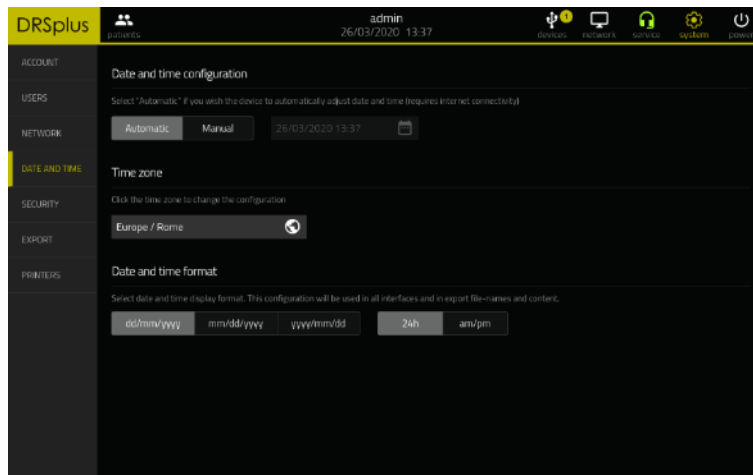 DRSplus
patients
admin
26/03/2020 13:37
1
devices
network
service
system
power
ACCOUNT
USERS
NETWORK
DATE AND TIME
SECURITY
EXPORT
PRINTERS
Date and time configuration
Select "Automatic" if you wish the device to automatically adjust date and time (requires internet connectivity)
Automatic Manual 26/03/2020 13:37
Time zone
Click the time zone to change the configuration
Europe / Rome
Date and time format
Select date and time display format. This configuration will be used in all interfaces and in export file-names and content.
dd/mm/yyyy mm/dd/yyyy yyyy/mm/dd 24h am/pm